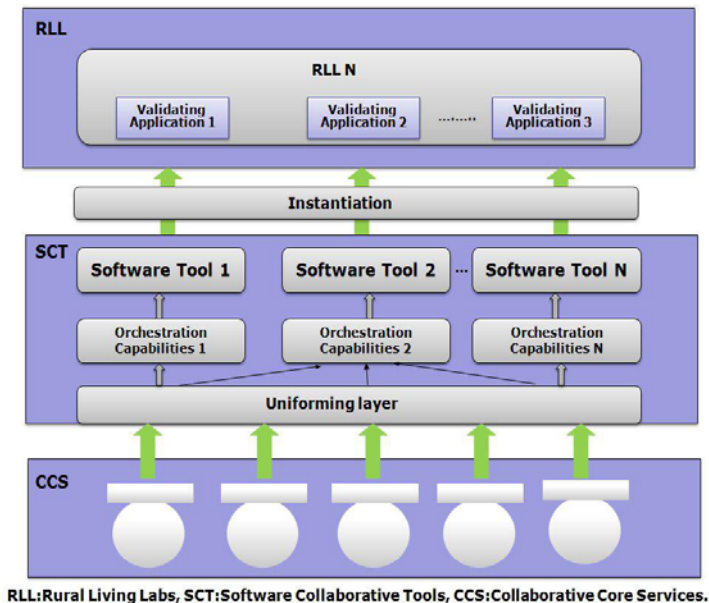 RLL
RLL N
Validating
Application 1
Validating
Application 2
..........
Validating
Application 3
Instantiation
SCT
Software Tool 1
Software Tool 2
...
Software Tool N
Orchestration
Capabilities 1
Orchestration
Capabilities 2
Orchestration
Capabilities N
Uniforming layer
CCS
RLL:Rural Living Labs, SCT:Software Collaborative Tools, CCS:Collaborative Core Services.